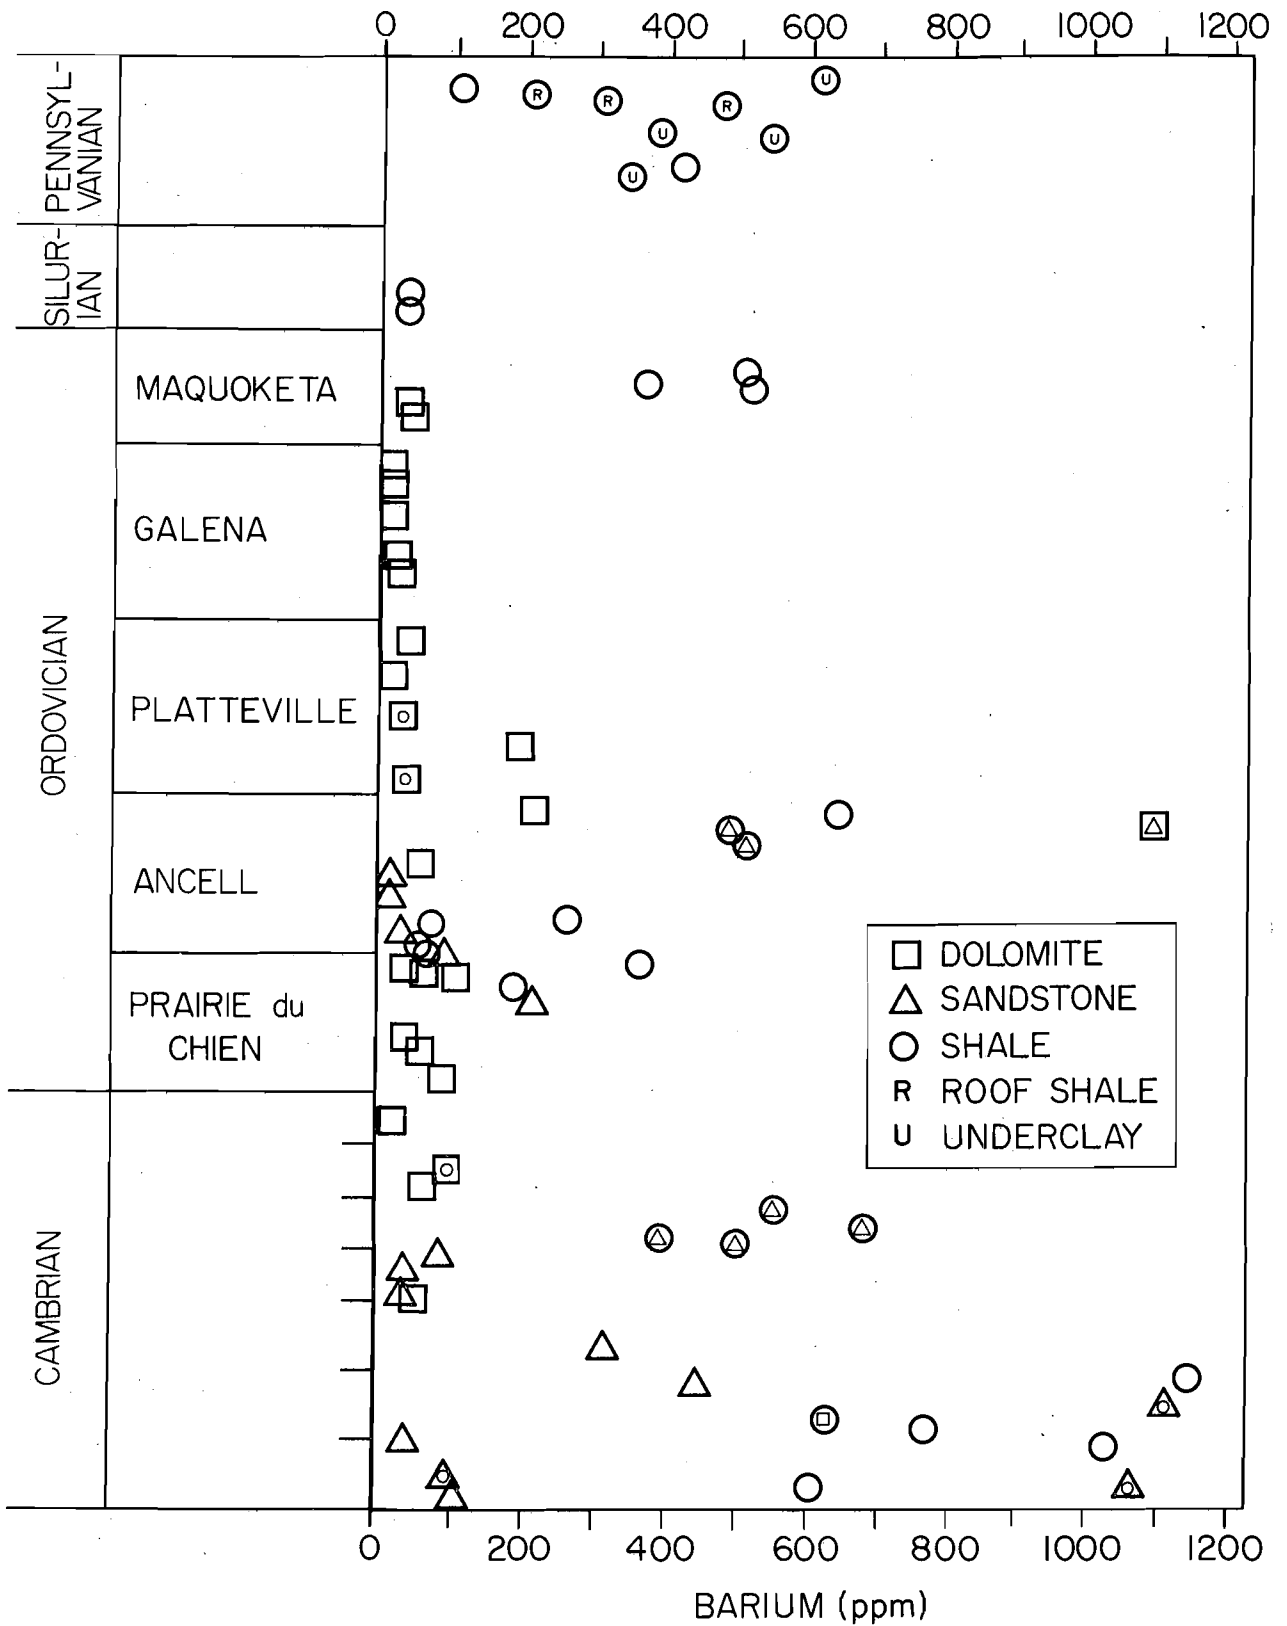 0 200 400 600 800 1000 1200
PENNSYL-
VANIAN
SILUR-
IAN
ORDOVICIAN
CAMBRIAN
MAQUOKETA
GALENA
PLATTEVILLE
ANCELL
PRAIRIE du
CHIEN
U
R
R
R
U
U
U
DOLOMITE
SANDSTONE
SHALE
R ROOF SHALE
U UNDERCLAY
0 200 400 600 800 1000 1200
BARIUM (ppm)